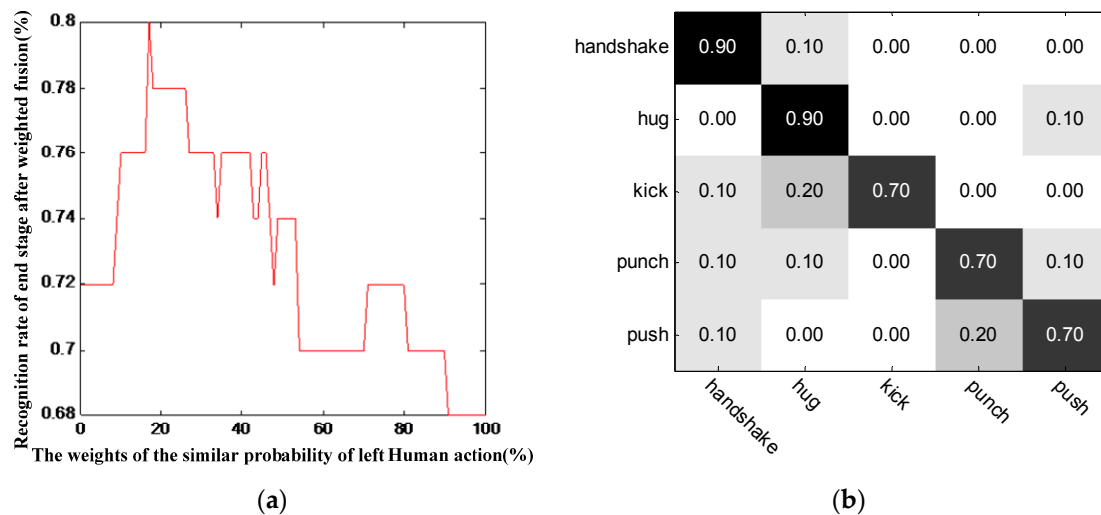 Recognition rate of end stage after weighted fusion(%)
0.8
0.78
0.76
0.74
0.72
0.7
0.68
0 20 40 60 80 100
The weights of the similar probability of left Human action(%)
(a)
handshake 0.90 0.10 0.00 0.00 0.00
hug 0.00 0.90 0.00 0.00 0.10
kick 0.10 0.20 0.70 0.00 0.00
punch 0.10 0.10 0.00 0.70 0.10
push 0.10 0.00 0.00 0.20 0.70
handshake hug kick punch push
(b)